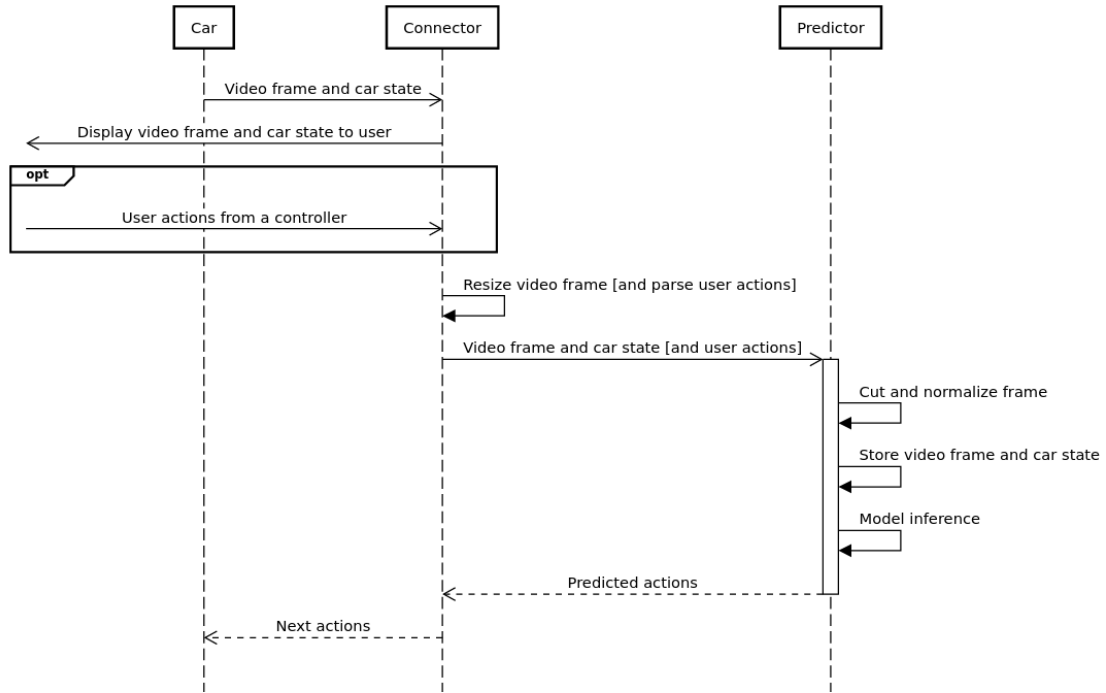 Car
Connector
Predictor
Video frame and car state
Display video frame and car state to user
opt
User actions from a controller
Resize video frame [and parse user actions]
Video frame and car state [and user actions]
Cut and normalize frame
Store video frame and car state
Model inference
Predicted actions
Next actions